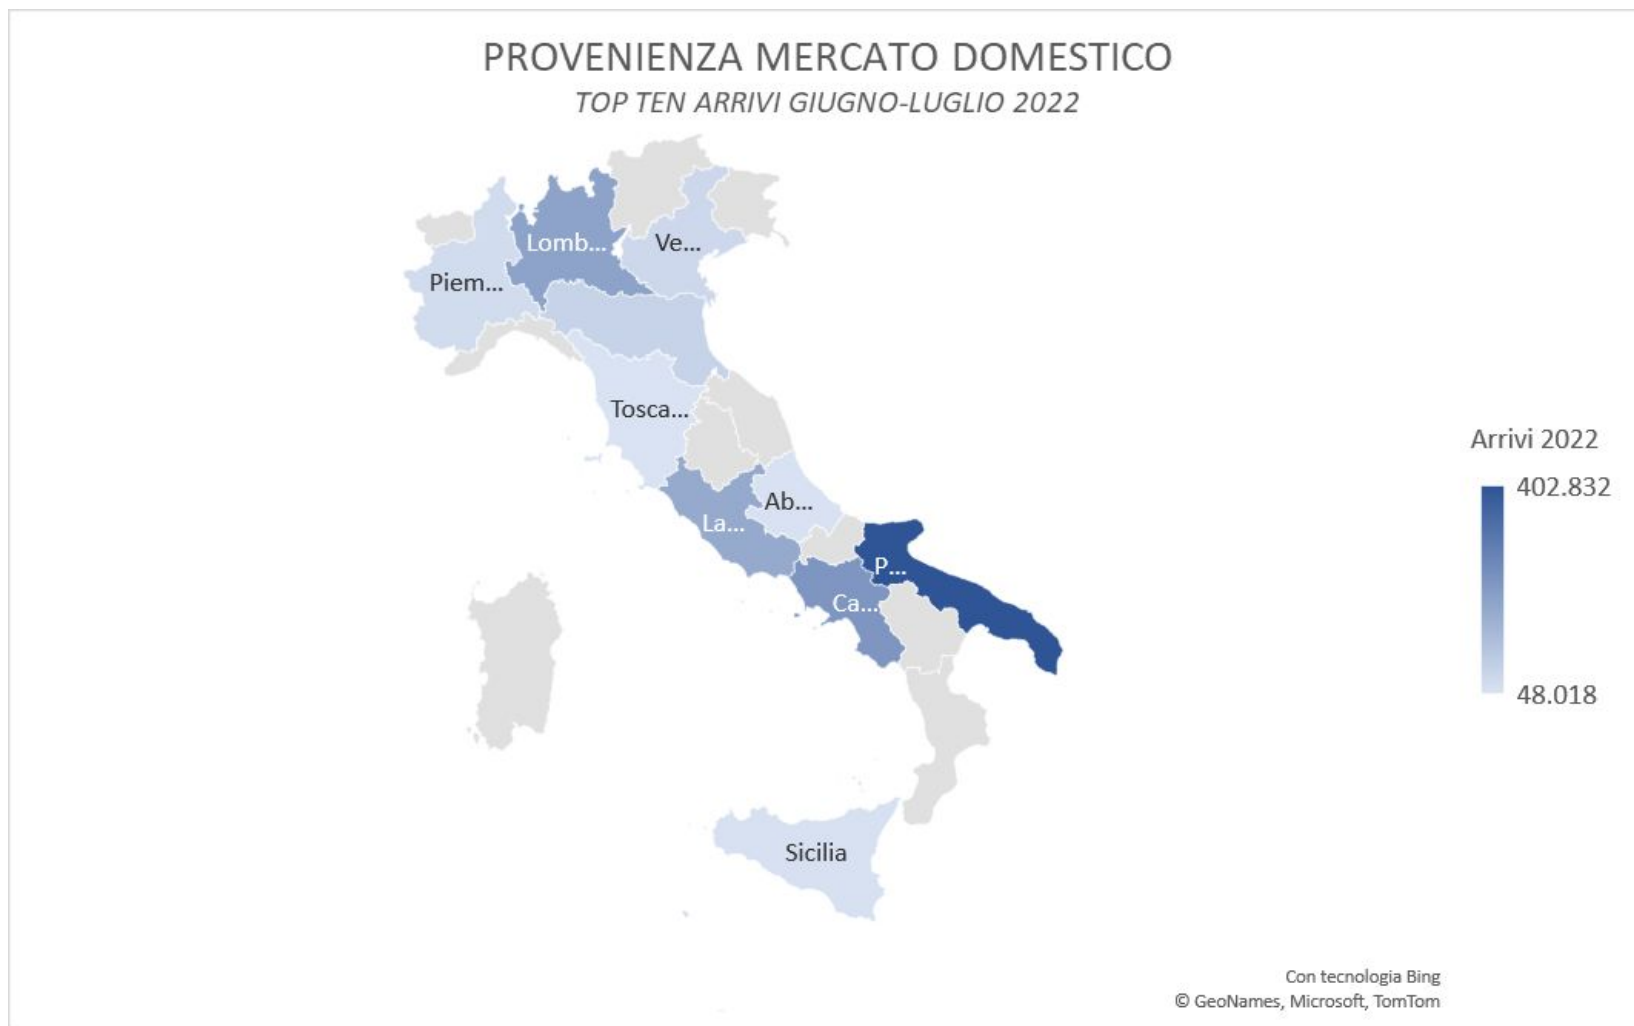 PROVENIENZA MERCATO DOMESTICO
TOP TEN ARRIVI GIUGNO-LUGLIO 2022
Lomb...
Ve...
Piem...
Tosca...
Ab...
La...
P...
Ca...
Sicilia
Arrivi 2022
402.832
48.018
Con tecnologia Bing
© GeoNames, Microsoft, TomTom